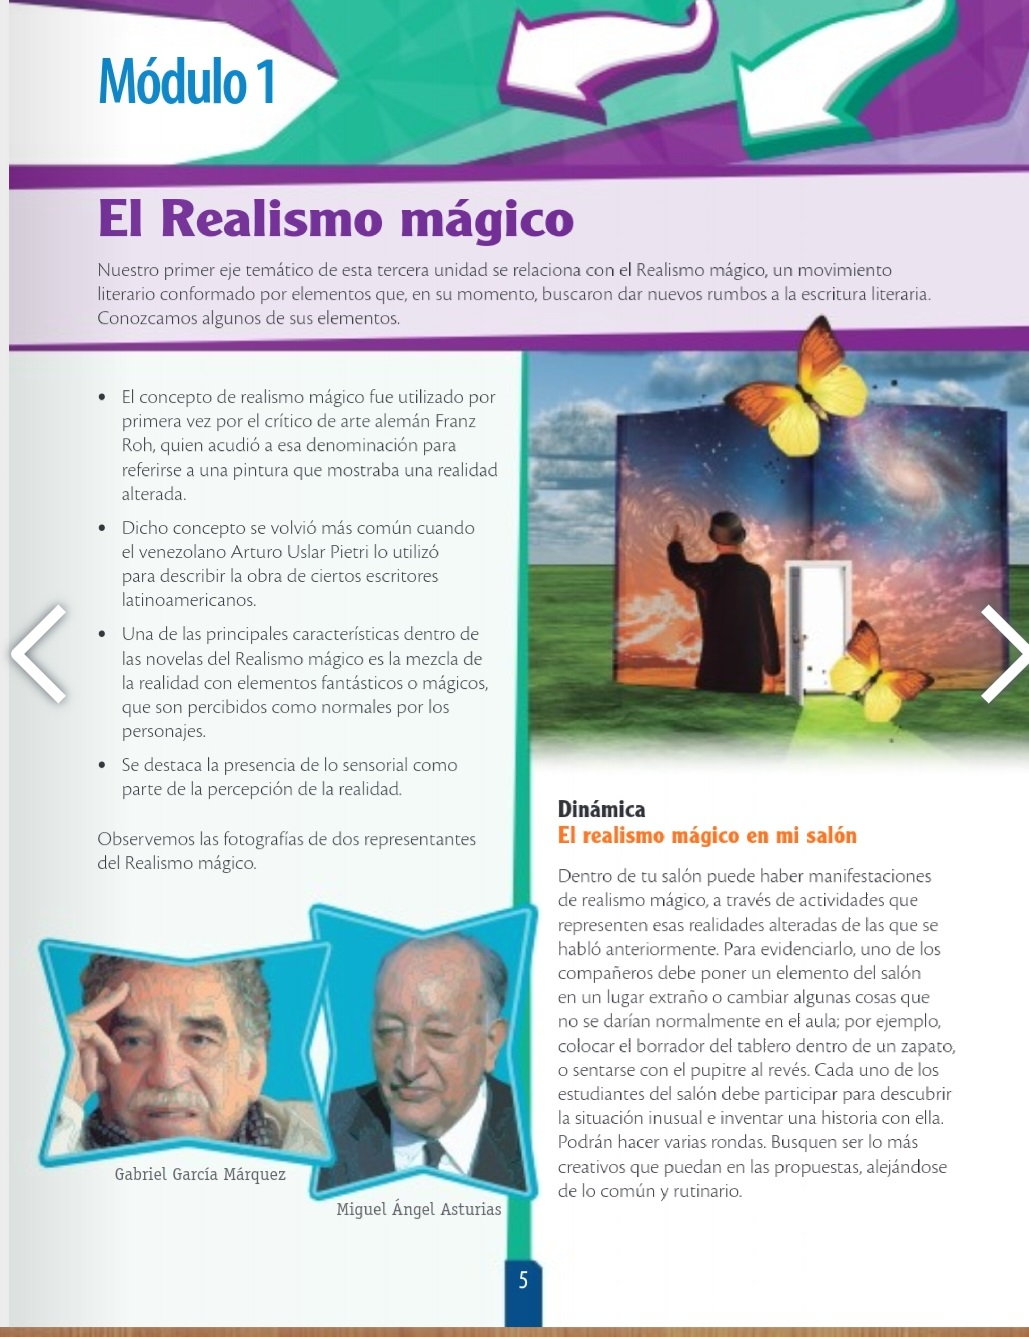 Módulo 1
El Realismo mágico
Nuestro primer eje temático de esta tercera unidad se relaciona con el Realismo mágico, un movimiento
literario conformado por elementos que, en su momento, buscaron dar nuevos rumbos a la escritura literaria.
Conozcamos algunos de sus elementos.
• El concepto de realismo mágico fue utilizado por
primera vez por el crítico de arte alemán Franz
Roh, quien acudió a esa denominación para
referirse a una pintura que mostraba una realidad
alterada.
• Dicho concepto se volvió más común cuando
el venezolano Arturo Uslar Pietri lo utilizó
para describir la obra de ciertos escritores
latinoamericanos.
• Una de las principales características dentro de
las novelas del Realismo mágico es la mezcla de
la realidad con elementos fantásticos o mágicos,
que son percibidos como normales por los
personajes.
• Se destaca la presencia de lo sensorial como
parte de la percepción de la realidad.
Observemos las fotografías de dos representantes
del Realismo mágico.
Gabriel García Márquez
Miguel Ángel Asturias
Dinámica
El realismo mágico en mi salón
Dentro de tu salón puede haber manifestaciones
de realismo mágico, a través de actividades que
representen esas realidades alteradas de las que se
habló anteriormente. Para evidenciarlo, uno de los
compañeros debe poner un elemento del salón
en un lugar extraño o cambiar algunas cosas que
no se darían normalmente en el aula; por ejemplo,
colocar el borrador del tablero dentro de un zapato,
o sentarse con el pupitre al revés. Cada uno de los
estudiantes del salón debe participar para descubrir
la situación inusual e inventar una historia con ella.
Podrán hacer varias rondas. Busquen ser lo más
creativos que puedan en las propuestas, alejándose
de lo común y rutinario.
5